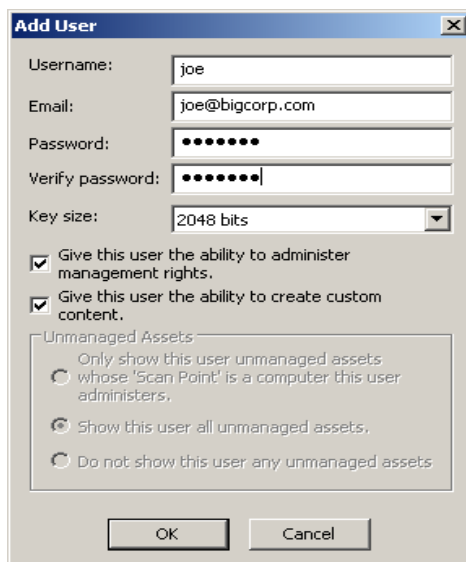 Add User
Username:
joe
Email:
joe@bigcorp.com
Password:
●●●●●●●
Verify password:
●●●●●●●
Key size:
2048 bits
Give this user the ability to administer
management rights.
Give this user the ability to create custom
content.
Unmanaged Assets
Only show this user unmanaged assets
whose 'Scan Point' is a computer this user
administers.
Show this user all unmanaged assets.
Do not show this user any unmanaged assets
OK
Cancel